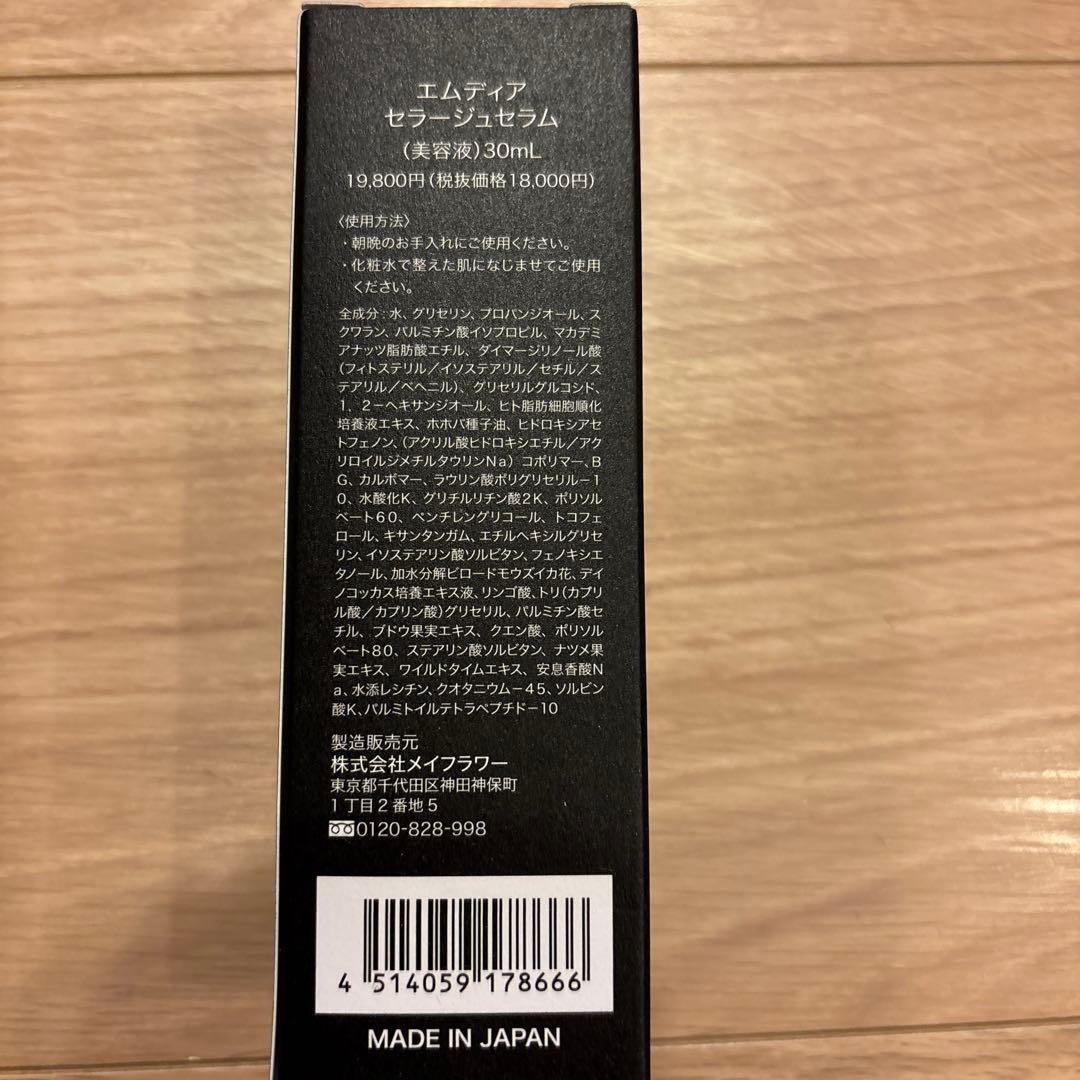 エムディア
セラージュセラム
(美容液)30mL
19,800円(税抜価格18,000円)
〈使用方法〉
・朝晩のお手入れにご使用ください。
・化粧水で整えた肌になじませてご使用
ください。
全成分:水、グリセリン、プロパンジオール、ス
クワラン、パルミチン酸イソプロピル、マカデミ
アナッツ脂肪酸エチル、ダイマージリノール酸
(フィトステリル/イソステアリル/セチル/ス
テアリル/ベヘニル)、グリセリルグルコシド、
1,2-ヘキサンジオール、ヒト脂肪細胞順化
培養液エキス、ホホバ種子油、ヒドロキシアセ
トフェノン、(アクリル酸ヒドロキシエチル/アク
リロイルジメチルタウリンNa)コポリマー、B
G、カルボマー、ラウリン酸ポリグリセリル-1
0、水酸化K、グリチルリチン酸2K、ポリソル
ベート60、ペンチレングリコール、トコフェ
ロール、キサンタンガム、エチルヘキシルグリセ
リン、イソステアリン酸ソルビタン、フェノキシエ
タノール、加水分解ビロードモウズイカ花、デイ
ノコッカス培養エキス液、リンゴ酸、トリ(カプリ
ル酸/カプリン酸)グリセリル、パルミチン酸セ
チル、ブドウ果実エキス、クエン酸、ポリソル
ベート80、ステアリン酸ソルビタン、ナツメ果
実エキス、ワイルドタイムエキス、安息香酸N
a、水添レシチン、クオタニウム-45、ソルビン
酸K、パルミトイルテトラペプチド-10
製造販売元
株式会社メイフラワー
東京都千代田区神田神保町
1丁目2番地5
0120-828-998
4 514059 178666
MADE IN JAPAN